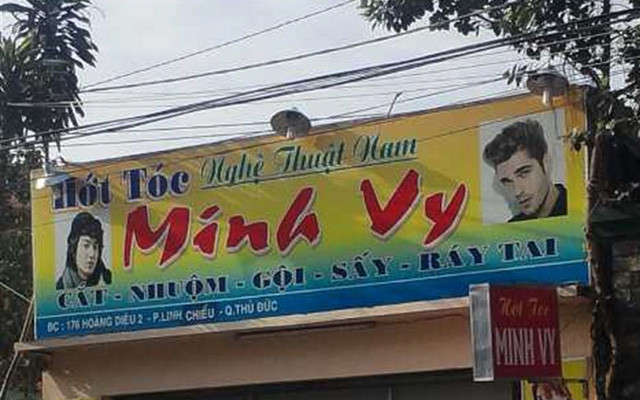 Hớt Tóc Nghệ Thuật Nam
Minh Vy
CẮT - NHUỘM - GỘI - SẤY - RÁY TAI
ĐC : 176 HOÀNG DIỆU 2 - P.LINH CHIỂU - Q.THỦ ĐỨC
Hớt Tóc
MINH VY